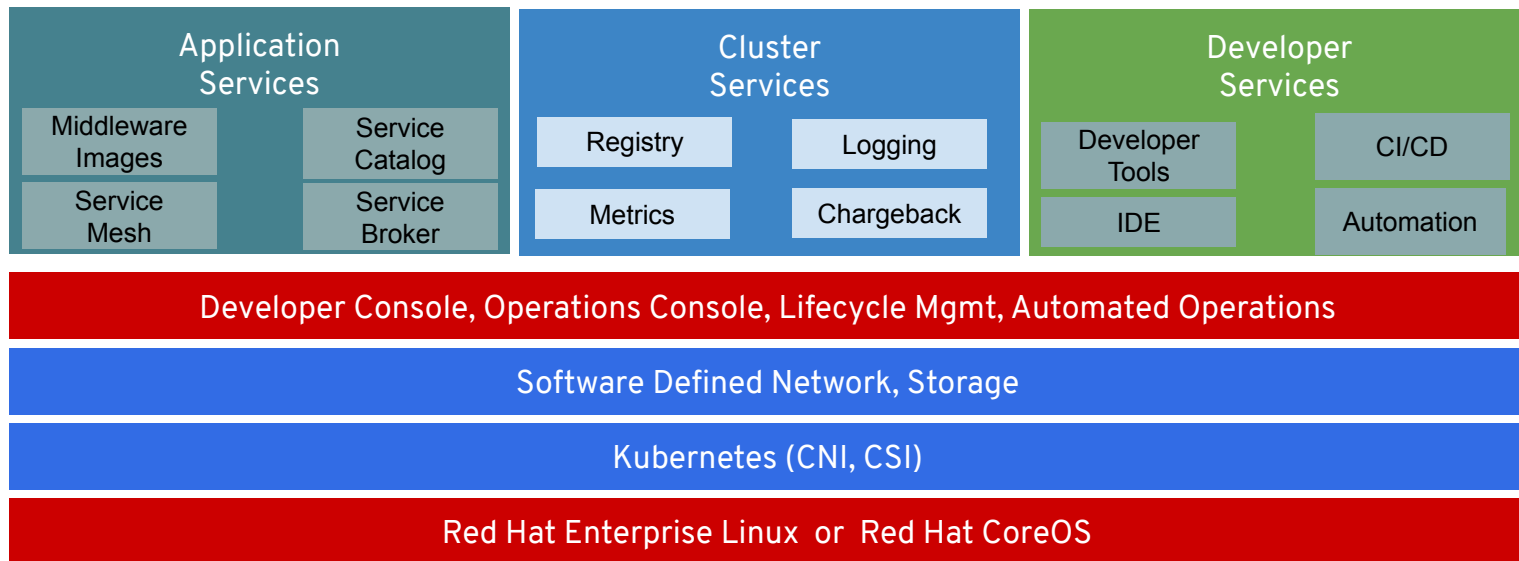 Application
Services
Middleware
Images
Service
Catalog
Service
Mesh
Service
Broker
Cluster
Services
Registry
Logging
Metrics
Chargeback
Developer
Services
Developer
Tools
CI/CD
IDE
Automation
Developer Console, Operations Console, Lifecycle Mgmt, Automated Operations
Software Defined Network, Storage
Kubernetes (CNI, CSI)
Red Hat Enterprise Linux or Red Hat CoreOS